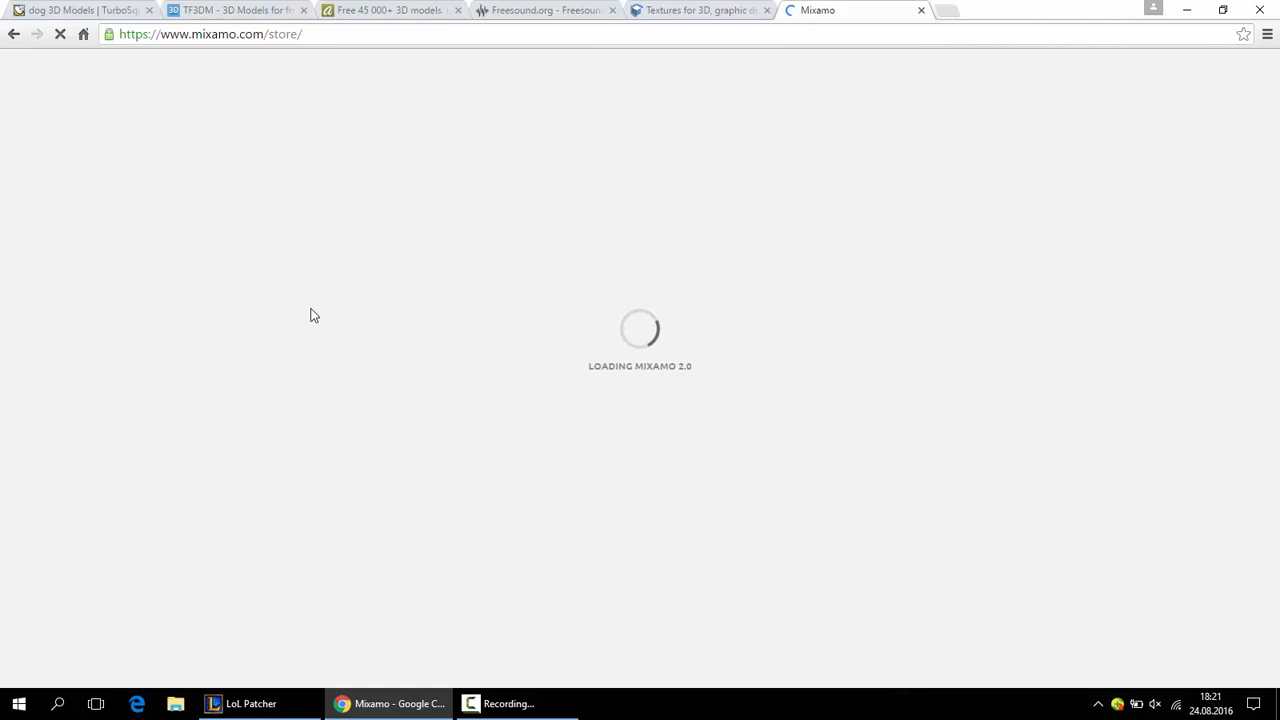 dog 3D Models | TurboSq
TF3DM - 3D Models for fr
Free 45 000+ 3D models.
Freesound.org - Freesoun
Textures for 3D, graphic d
Mixamo
https://www.mixamo.com/store/
LOADING MIXAMO 2.0
LoL Patcher
Mixamo - Google C...
Recording...
18:21
24.08.2016